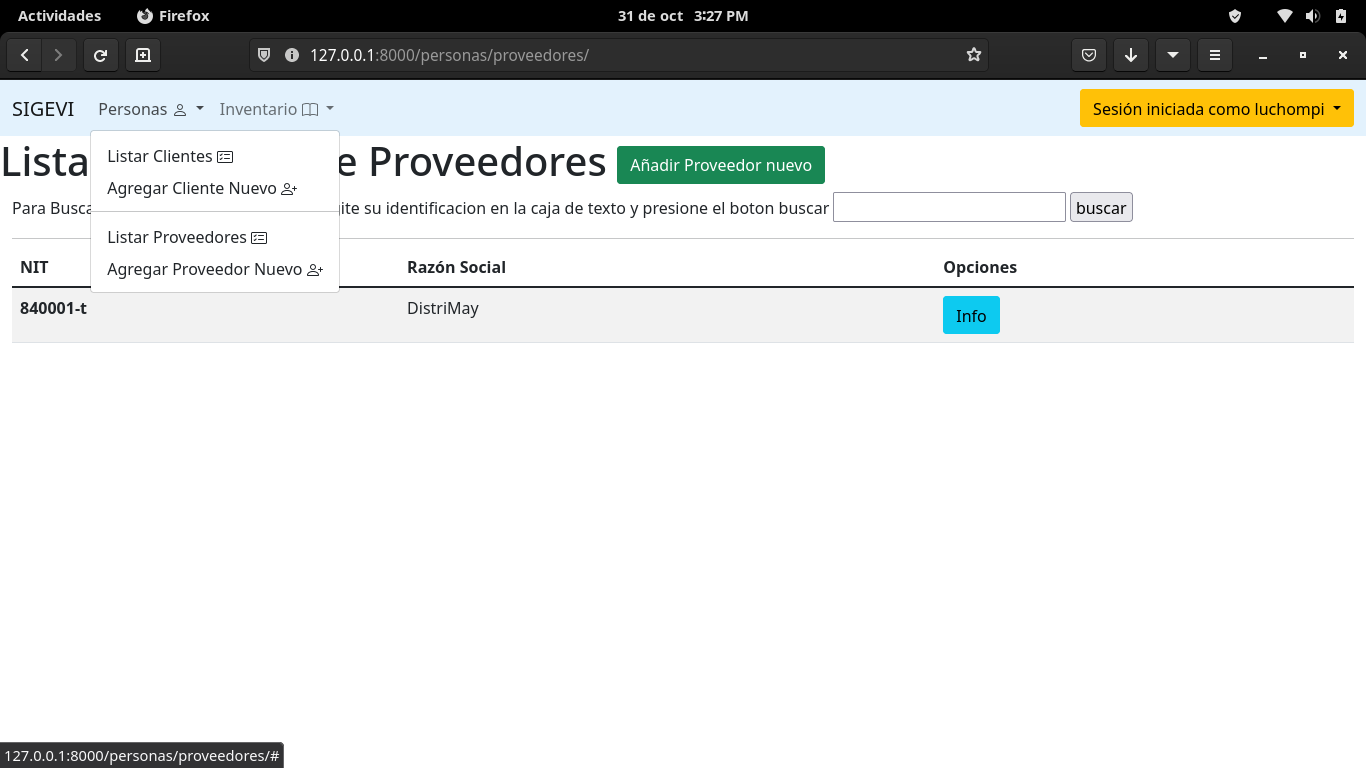 Actividades Firefox 31 de oct 3:27 PM
127.0.0.1:8000/personas/proveedores/
SIGEVI Personas Inventario Sesión iniciada como luchompi
Listar Clientes
Agregar Cliente Nuevo
Listar Proveedores
Agregar Proveedor Nuevo
Lista e Proveedores Añadir Proveedor nuevo
Para Busca ite su identificacion en la caja de texto y presione el boton buscar buscar
NIT Razón Social Opciones
840001-t DistriMay Info
127.0.0.1:8000/personas/proveedores/#